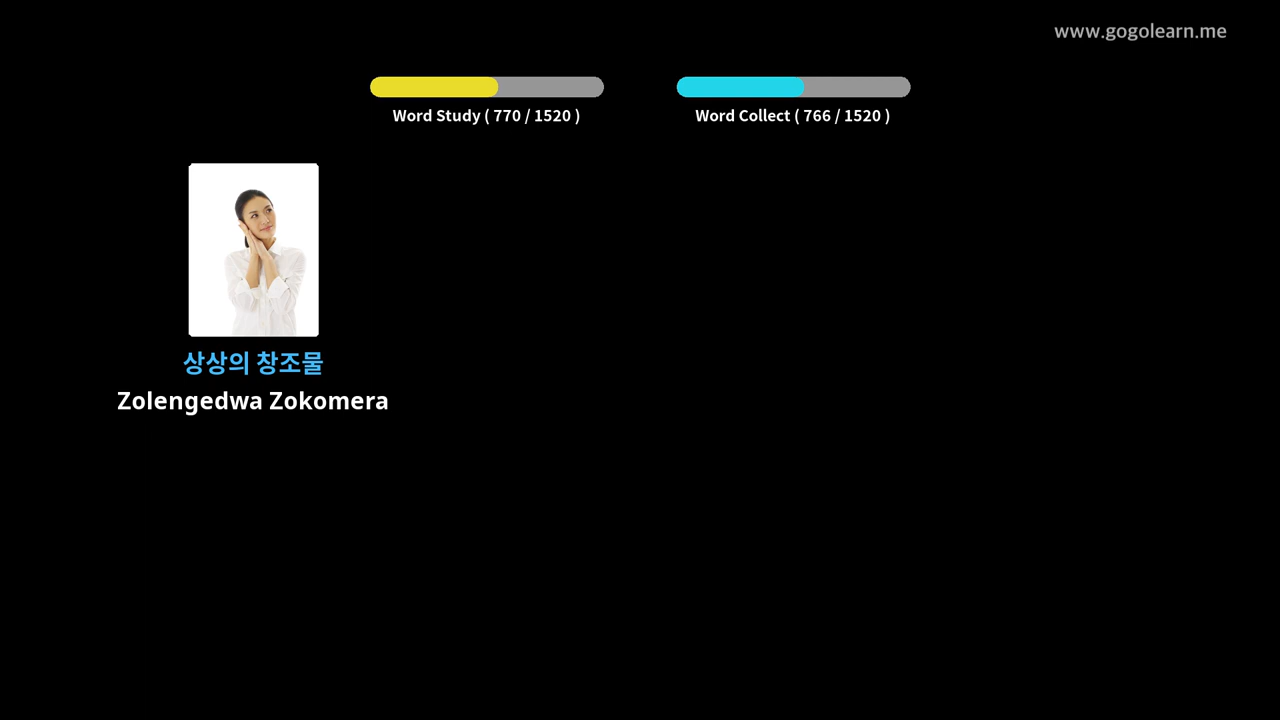 www.gogolearn.me
Word Study ( 770 / 1520 )
Word Collect ( 766 / 1520 )
상상의 창조물
Zolengedwa Zokomera